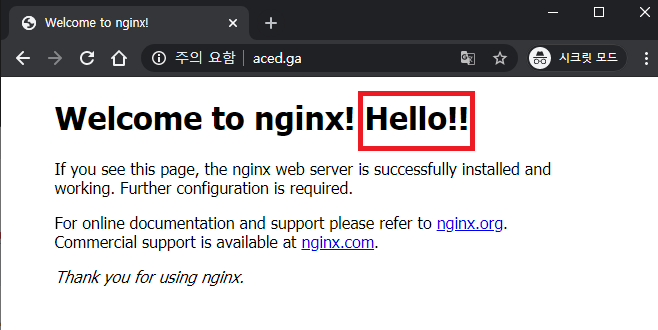 Welcome to nginx!
주의 요함 | aced.ga
시크릿 모드
Welcome to nginx! Hello!!
If you see this page, the nginx web server is successfully installed and
working. Further configuration is required.
For online documentation and support please refer to nginx.org.
Commercial support is available at nginx.com.
Thank you for using nginx.